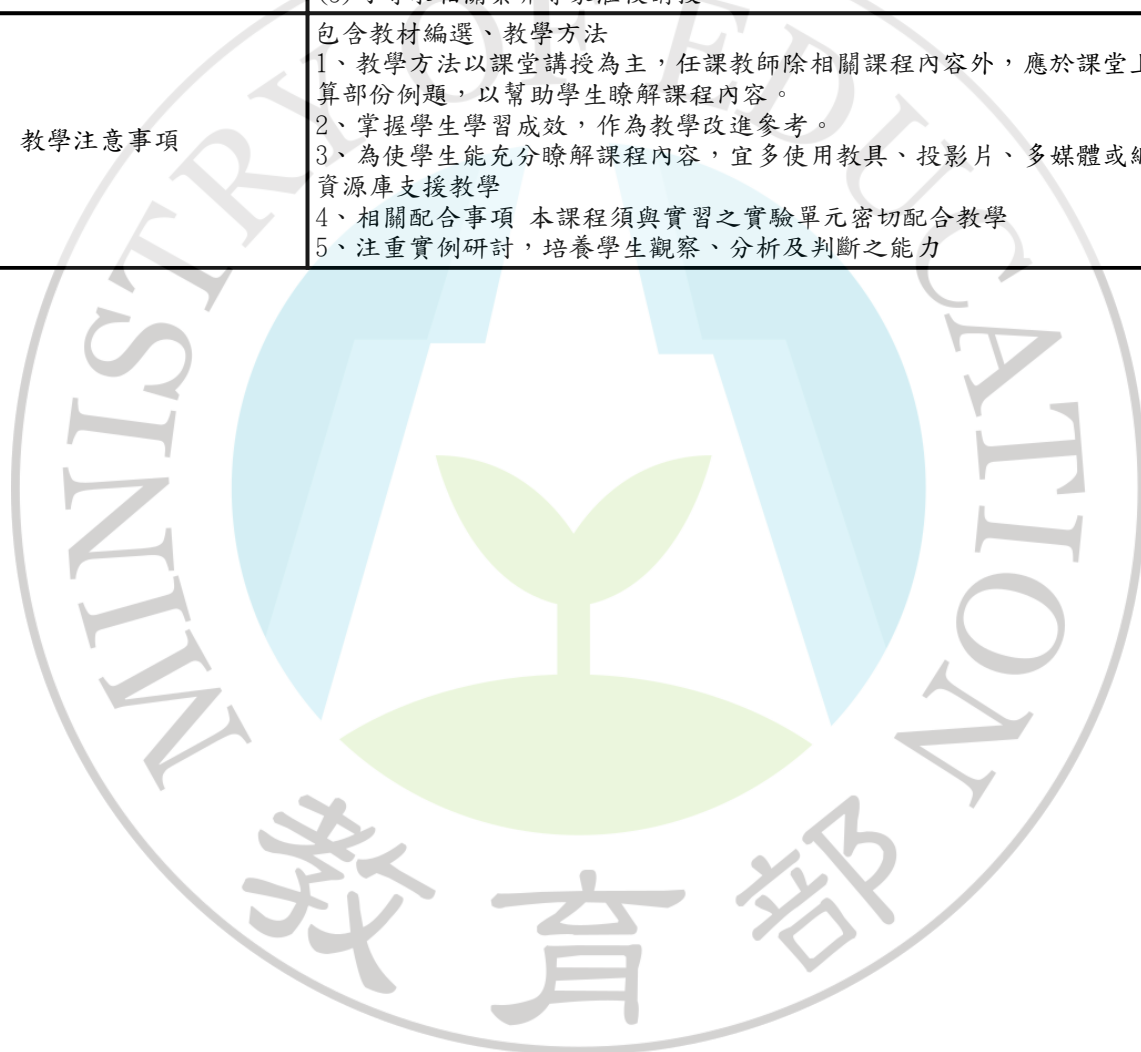 包含教材編選、教學方法
1、教學方法以課堂講授為主，任課教師除相關課程內容外，應於課堂上
算部份例題，以幫助學生瞭解課程內容。
教學注意事項
2、掌握學生學習成效，作為教學改進參考。
3、為使學生能充分瞭解課程內容，宜多使用教具、投影片、多媒體或
資源庫支援教學
4、相關配合事項 本課程須與實習之實驗單元密切配合教學
5、注重實例研討，培養學生觀察、分析及判斷之能力
MINISTRY OF EDUCATION
教育部